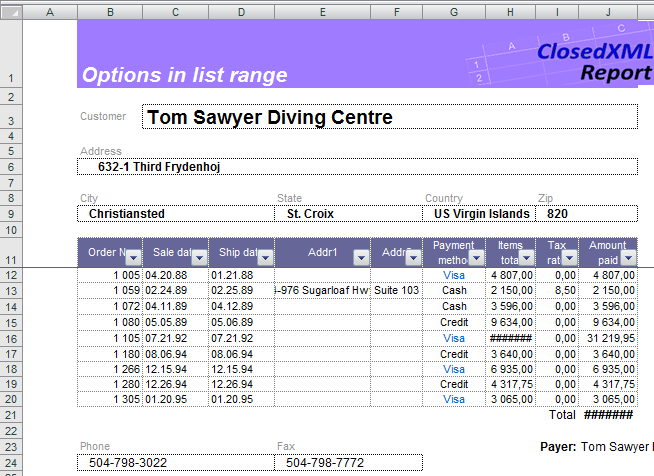 A B C D E F G H I J
1 Options in list range A B C 1 2 ClosedXML
Report
2
3 Customer Tom Sawyer Diving Centre
4
5 Address
6 632-1 Third Frydenhoj
7
8 City State Country Zip
9 Christiansted St. Croix US Virgin Islands 820
10
11 Order N Sale dat Ship dat Addr1 Addr Payment metho Items tota Tax rat Amount paid
12 1 005 04.20.88 01.21.88 Visa 4 807,00 0,00 4 807,00
13 1 059 02.24.89 02.25.89 -976 Sugarloaf Hw Suite 103 Cash 2 150,00 8,50 2 150,00
14 1 072 04.11.89 04.12.89 Cash 3 596,00 0,00 3 596,00
15 1 080 05.05.89 05.06.89 Credit 9 634,00 0,00 9 634,00
16 1 105 07.21.92 07.21.92 Visa ####### 0,00 31 219,95
17 1 180 08.06.94 08.06.94 Credit 3 640,00 0,00 3 640,00
18 1 266 12.15.94 12.15.94 Visa 6 935,00 0,00 6 935,00
19 1 280 12.26.94 12.26.94 Credit 4 317,75 0,00 4 317,75
20 1 305 01.20.95 01.20.95 Visa 3 065,00 0,00 3 065,00
21 Total #######
22
23 Phone Fax Payer: Tom Sawyer
24 504-798-3022 504-798-7772